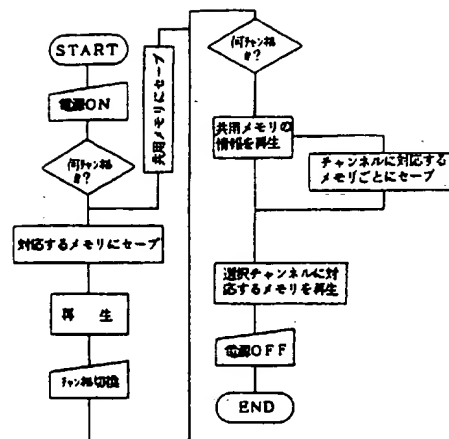 START
電源ON
何チャンネル
か?
共用メモリにセーブ
対応するメモリにセーブ
再 生
チャンネル切換
何チャンネル
か?
共用メモリの
情報を再生
チャンネルに対応する
メモリごとにセーブ
選択チャンネルに対
応するメモリを再生
電源OFF
END